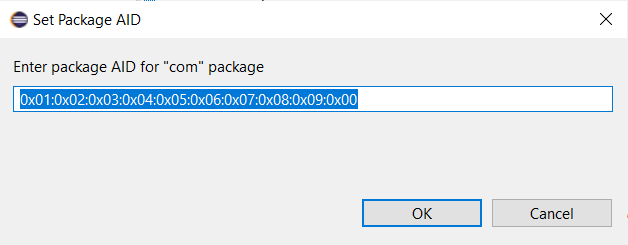 Set Package AID
Enter package AID for "com" package
0x01:0x02:0x03:0x04:0x05:0x06:0x07:0x08:0x09:0x00
OK
Cancel